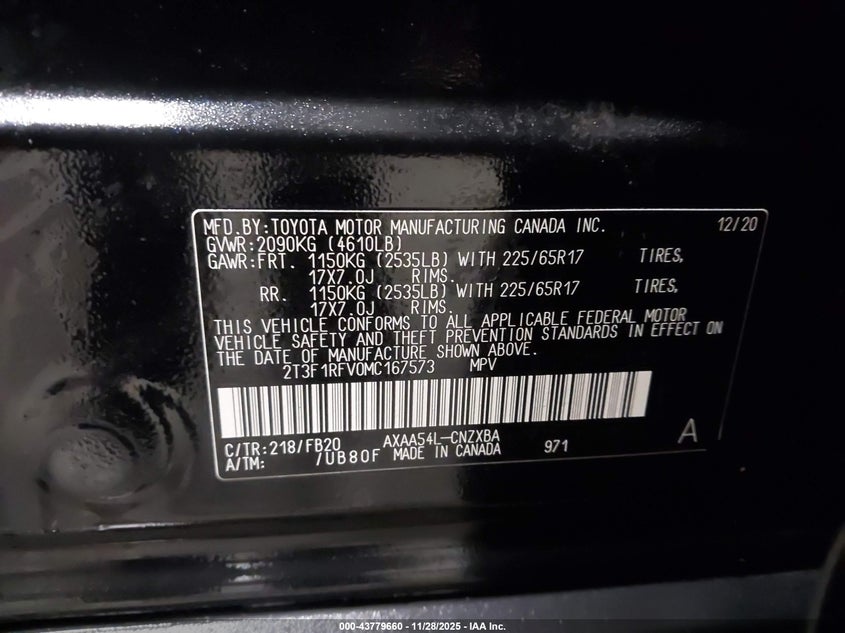 MFD.BY:TOYOTA MOTOR MANUFACTURING CANADA INC. 12/20
GVWR:2090KG (4610LB)
GAWR:FRT. 1150KG (2535LB) WITH 225/65R17 TIRES,
17X7.0J RIMS.
RR. 1150KG (2535LB) WITH 225/65R17 TIRES,
17X7.0J RIMS.
THIS VEHICLE CONFORMS TO ALL APPLICABLE FEDERAL MOTOR
VEHICLE SAFETY AND THEFT PREVENTION STANDARDS IN EFFECT ON
THE DATE OF MANUFACTURE SHOWN ABOVE.
2T3F1RFV0MC167573 MPV
C/TR:218/FB20 AXAA54L-CNZXBA
A/TM: /UB80F MADE IN CANADA 971 A
000-43779660 - 11/28/2025 - IAA Inc.